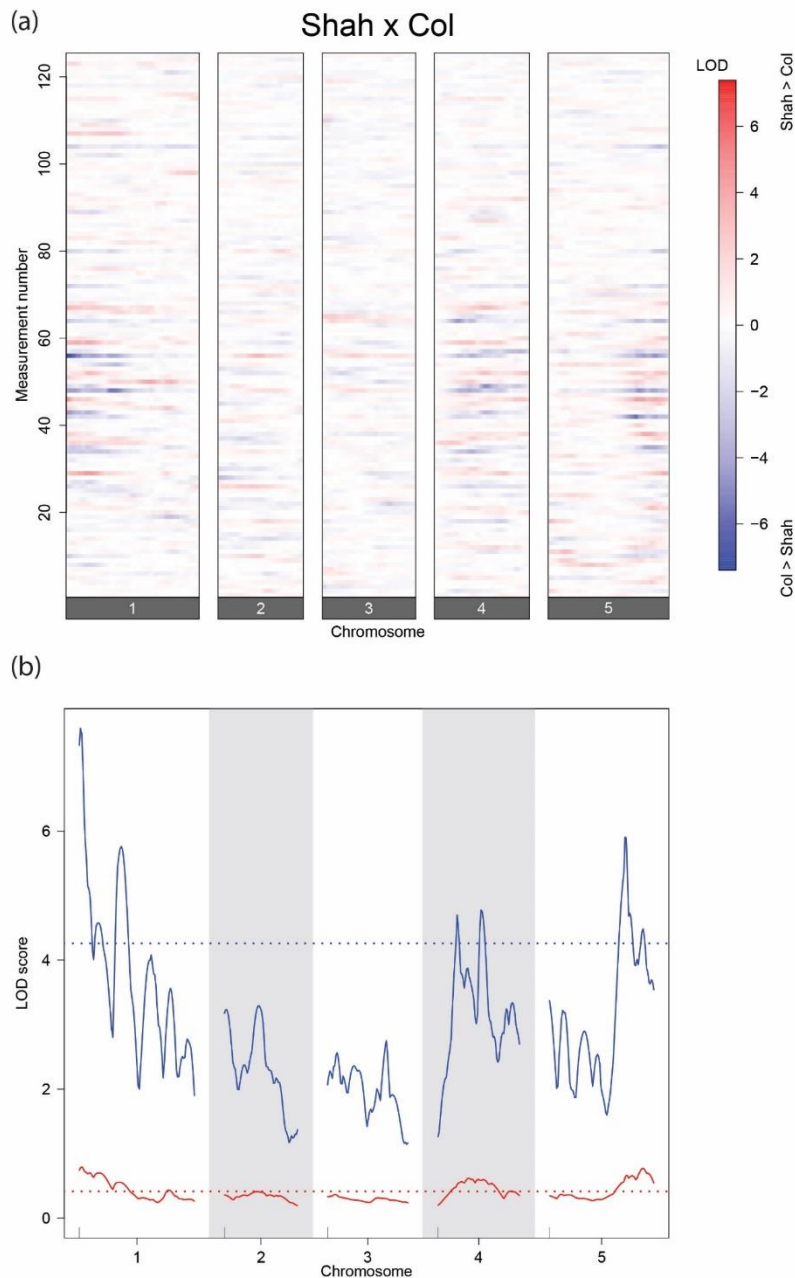 (a)
Shah x Col
LOD
Shah > Col
6
4
2
0
−2
−4
−6
Col > Shah
Measurement number
120
100
80
60
40
20
1 2 3 4 5
Chromosome
(b)
LOD score
6
4
2
0
1 2 3 4 5
Chromosome